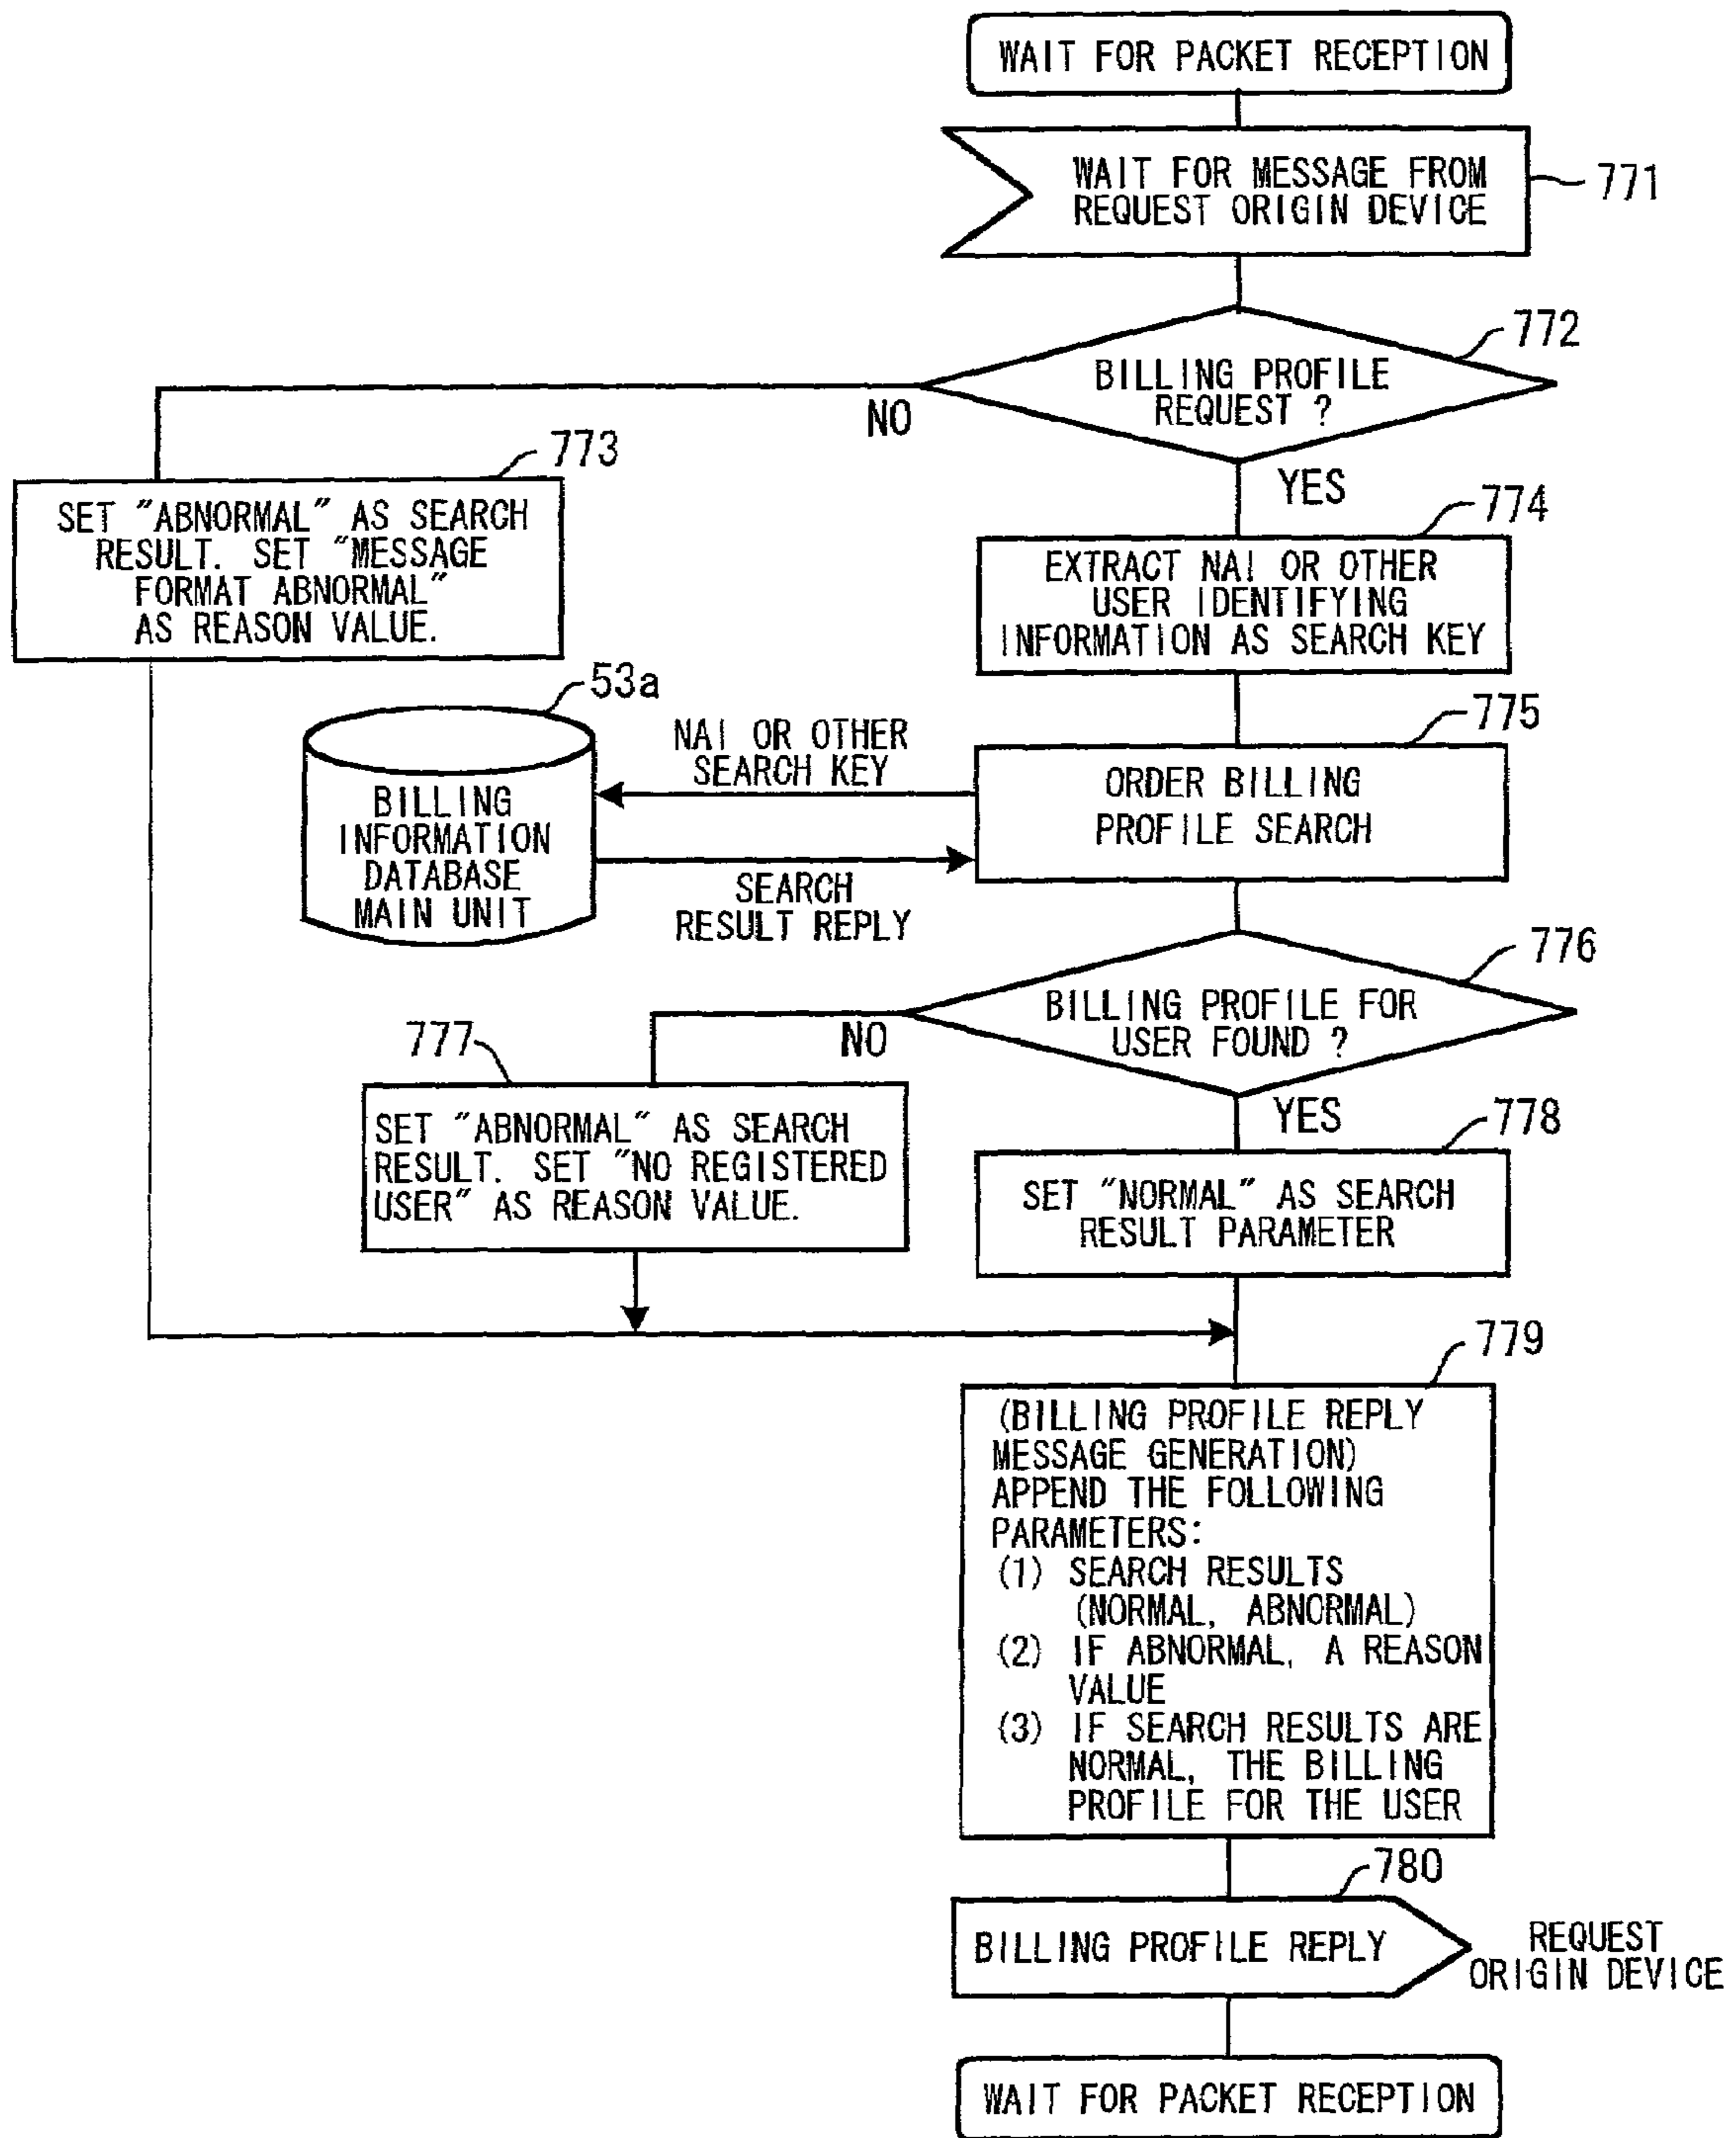 WAIT FOR PACKET RECEPTION
WAIT FOR MESSAGE FROM
REQUEST ORIGIN DEVICE
771
772
BILLING PROFILE
REQUEST ?
NO
YES
773
SET "ABNORMAL" AS SEARCH
RESULT. SET "MESSAGE
FORMAT ABNORMAL"
AS REASON VALUE.
774
EXTRACT NAI OR OTHER
USER IDENTIFYING
INFORMATION AS SEARCH KEY
53a
BILLING
INFORMATION
DATABASE
MAIN UNIT
NAI OR OTHER
SEARCH KEY
SEARCH
RESULT REPLY
775
ORDER BILLING
PROFILE SEARCH
776
BILLING PROFILE FOR
USER FOUND ?
NO
YES
777
SET "ABNORMAL" AS SEARCH
RESULT. SET "NO REGISTERED
USER" AS REASON VALUE.
778
SET "NORMAL" AS SEARCH
RESULT PARAMETER
779
(BILLING PROFILE REPLY
MESSAGE GENERATION)
APPEND THE FOLLOWING
PARAMETERS:
(1) SEARCH RESULTS
(NORMAL, ABNORMAL)
(2) IF ABNORMAL, A REASON
VALUE
(3) IF SEARCH RESULTS ARE
NORMAL, THE BILLING
PROFILE FOR THE USER
780
BILLING PROFILE REPLY
REQUEST
ORIGIN DEVICE
WAIT FOR PACKET RECEPTION